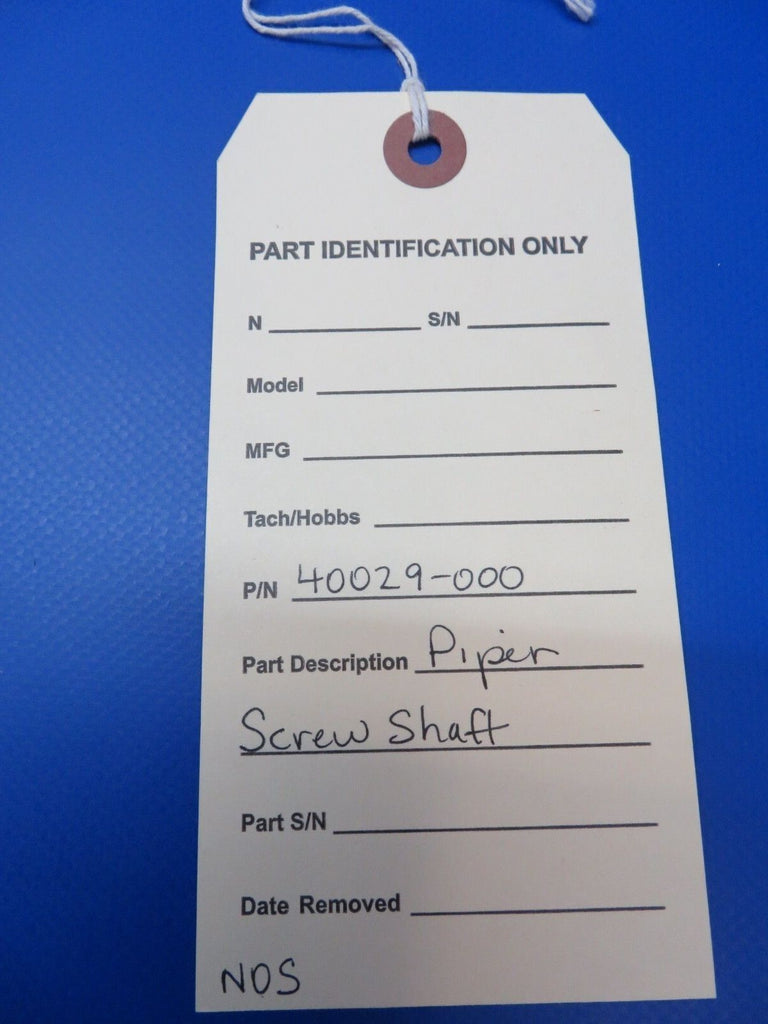 PART IDENTIFICATION ONLY
N S/N
Model
MFG
Tach/Hobbs
P/N 40029-000
Part Description Piper
Screw Shaft
Part S/N
Date Removed
NOS